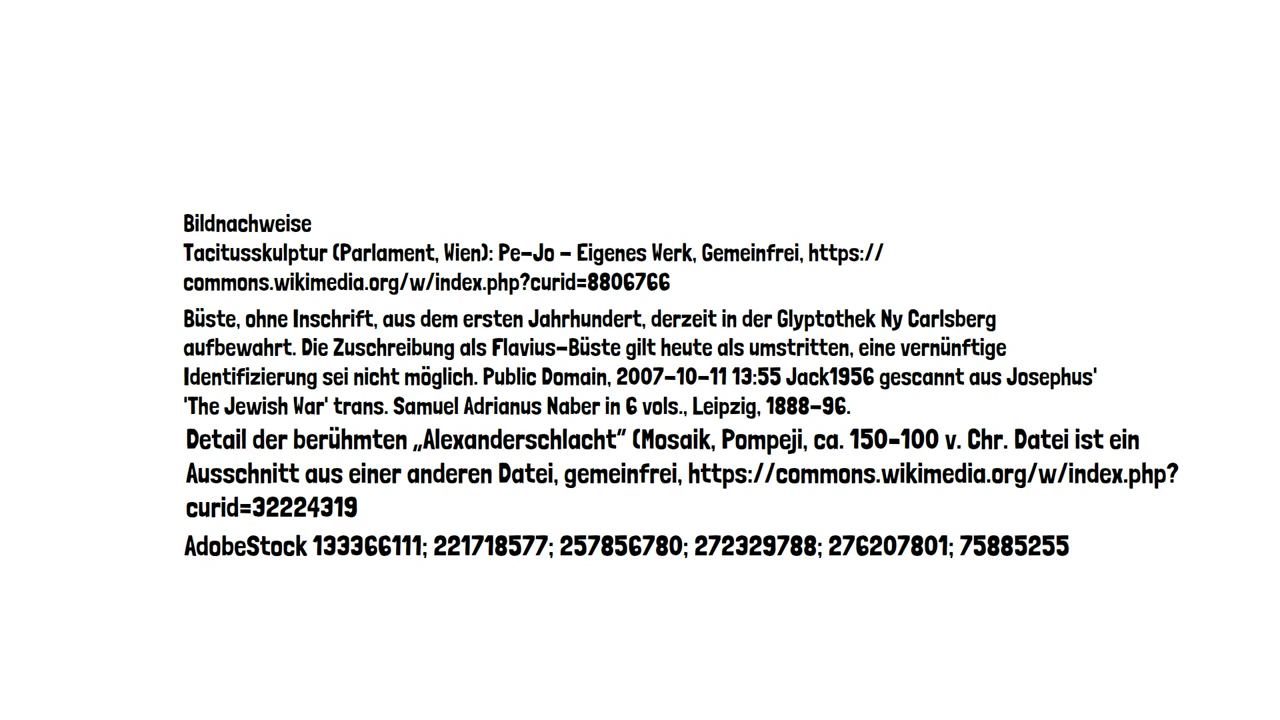 Bildnachweise
Tacitusskulptur (Parlament, Wien): Pe-Jo - Eigenes Werk, Gemeinfrei, https://
commons.wikimedia.org/w/index.php?curid=8806766
Büste, ohne Inschrift, aus dem ersten Jahrhundert, derzeit in der Glyptothek Ny Carlsberg
aufbewahrt. Die Zuschreibung als Flavius-Büste gilt heute als umstritten, eine vernünftige
Identifizierung sei nicht möglich. Public Domain, 2007-10-11 13:55 Jack1956 gescannt aus Josephus'
'The Jewish War' trans. Samuel Adrianus Naber in 6 vols., Leipzig, 1888-96.
Detail der berühmten „Alexanderschlacht“ (Mosaik, Pompeji, ca. 150-100 v. Chr. Datei ist ein
Ausschnitt aus einer anderen Datei, gemeinfrei, https://commons.wikimedia.org/w/index.php?
curid=32224319
AdobeStock 133366111; 221718577; 257856780; 272329788; 276207801; 75885255